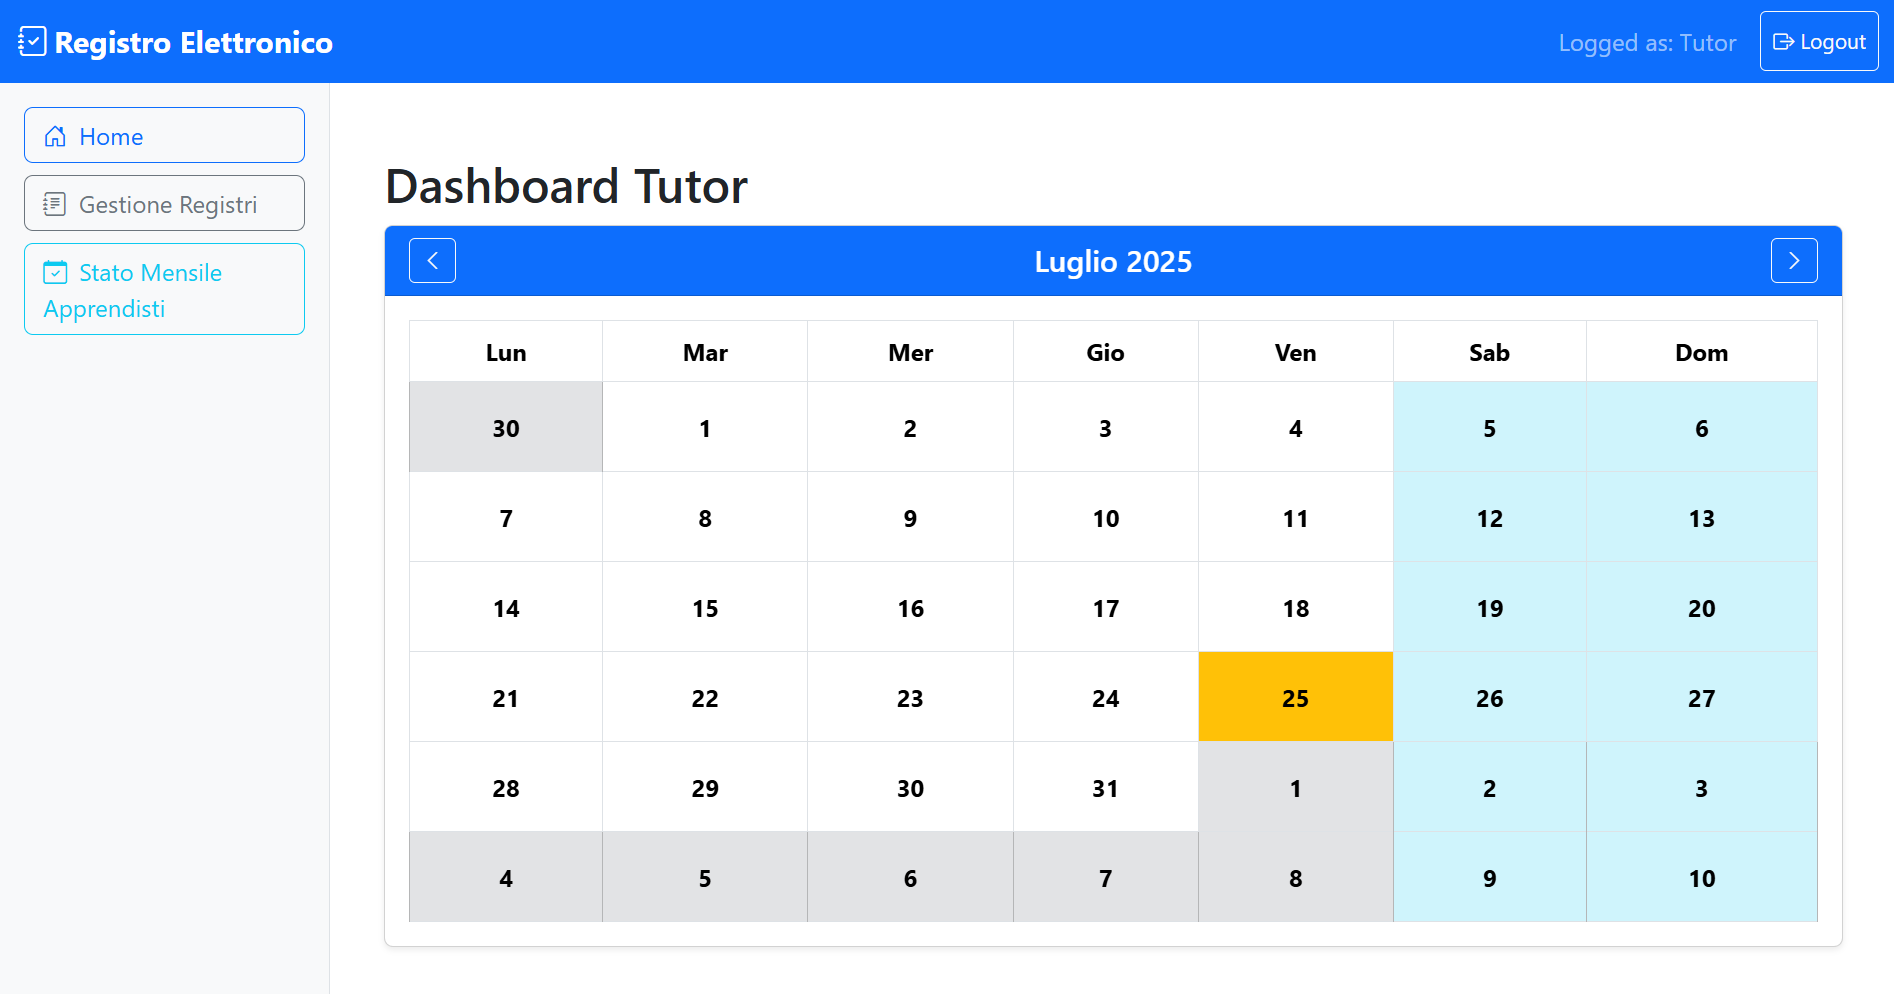 Registro Elettronico
Logged as: Tutor
Logout
Home
Gestione Registri
Stato Mensile
Apprendisti
Dashboard Tutor
Luglio 2025
Lun Mar Mer Gio Ven Sab Dom
30 1 2 3 4 5 6
7 8 9 10 11 12 13
14 15 16 17 18 19 20
21 22 23 24 25 26 27
28 29 30 31 1 2 3
4 5 6 7 8 9 10